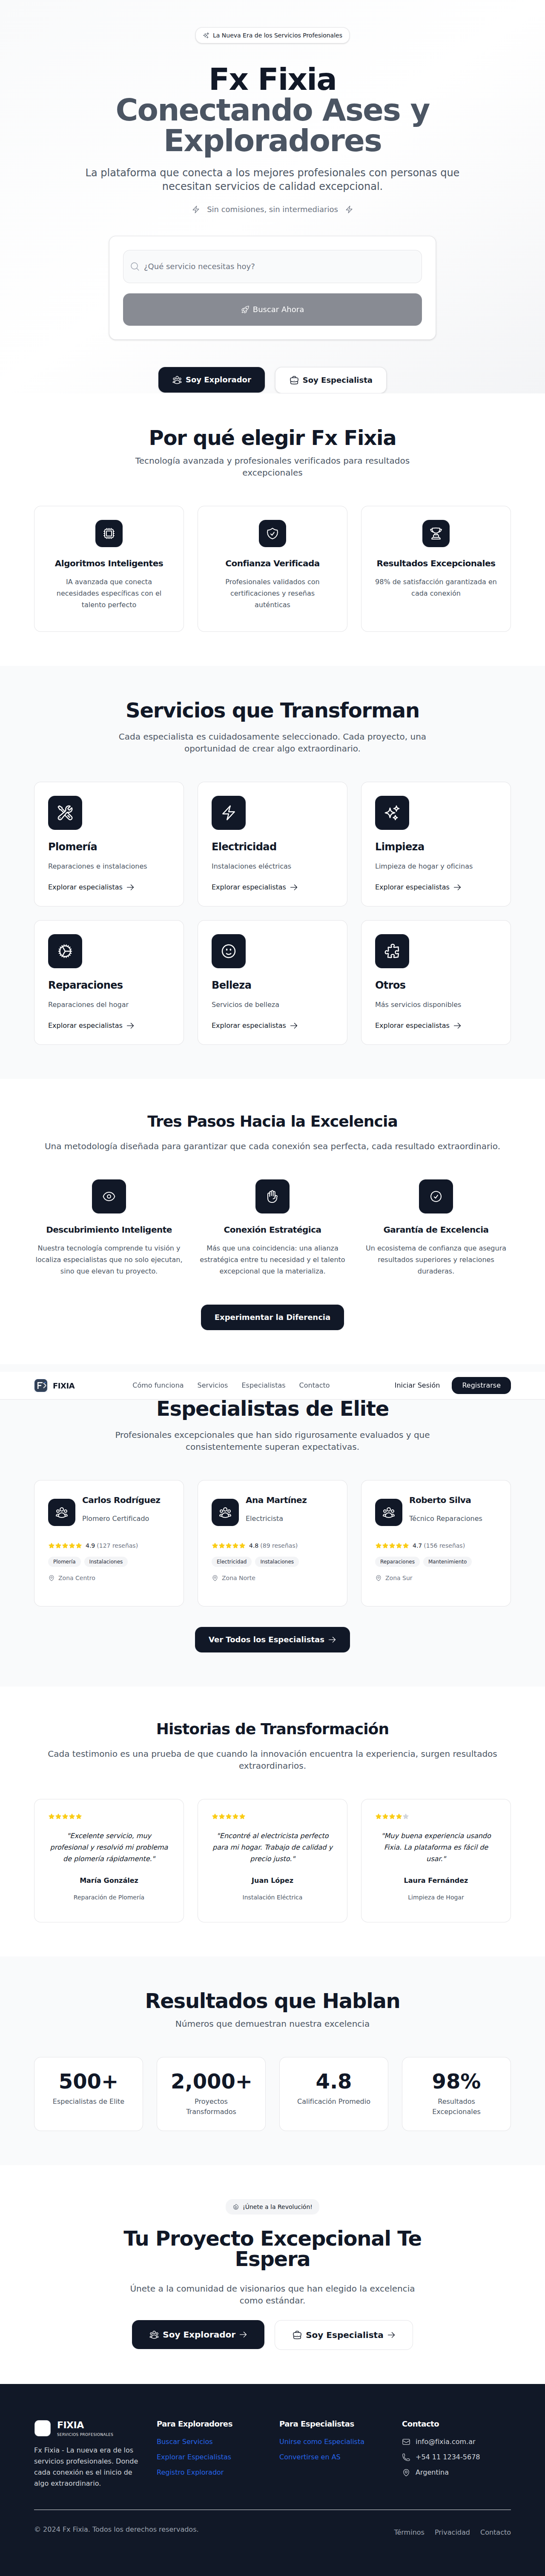 La Nueva Era de los Servicios Profesionales
Fx Fixia
Conectando Ases y
Exploradores
La plataforma que conecta a los mejores profesionales con personas que
necesitan servicios de calidad excepcional.
Sin comisiones, sin intermediarios
¿Qué servicio necesitas hoy?
Buscar Ahora
Soy Explorador
Soy Especialista
Por qué elegir Fx Fixia
Tecnología avanzada y profesionales verificados para resultados
excepcionales
Algoritmos Inteligentes
IA avanzada que conecta
necesidades específicas con el
talento perfecto
Confianza Verificada
Profesionales validados con
certificaciones y reseñas
auténticas
Resultados Excepcionales
98% de satisfacción garantizada en
cada conexión
Servicios que Transforman
Cada especialista es cuidadosamente seleccionado. Cada proyecto, una
oportunidad de crear algo extraordinario.
Plomería
Reparaciones e instalaciones
Explorar especialistas
Electricidad
Instalaciones eléctricas
Explorar especialistas
Limpieza
Limpieza de hogar y oficinas
Explorar especialistas
Reparaciones
Reparaciones del hogar
Explorar especialistas
Belleza
Servicios de belleza
Explorar especialistas
Otros
Más servicios disponibles
Explorar especialistas
Tres Pasos Hacia la Excelencia
Una metodología diseñada para garantizar que cada conexión sea perfecta, cada resultado extraordinario.
Descubrimiento Inteligente
Nuestra tecnología comprende tu visión y
localiza especialistas que no solo ejecutan,
sino que elevan tu proyecto.
Conexión Estratégica
Más que una coincidencia: una alianza
estratégica entre tu necesidad y el talento
excepcional que la materializa.
Garantía de Excelencia
Un ecosistema de confianza que asegura
resultados superiores y relaciones
duraderas.
Experimentar la Diferencia
FIXIA
Cómo funciona
Servicios
Especialistas
Contacto
Iniciar Sesión
Registrarse
Especialistas de Elite
Profesionales excepcionales que han sido rigurosamente evaluados y que
consistentemente superan expectativas.
Carlos Rodríguez
Plomero Certificado
4.9 (127 reseñas)
Plomería
Instalaciones
Zona Centro
Ana Martínez
Electricista
4.8 (89 reseñas)
Electricidad
Instalaciones
Zona Norte
Roberto Silva
Técnico Reparaciones
4.7 (156 reseñas)
Reparaciones
Mantenimiento
Zona Sur
Ver Todos los Especialistas
Historias de Transformación
Cada testimonio es una prueba de que cuando la innovación encuentra la experiencia, surgen resultados
extraordinarios.
"Excelente servicio, muy
profesional y resolvió mi problema
de plomería rápidamente."
María González
Reparación de Plomería
"Encontré al electricista perfecto
para mi hogar. Trabajo de calidad y
precio justo."
Juan López
Instalación Eléctrica
"Muy buena experiencia usando
Fixia. La plataforma es fácil de
usar."
Laura Fernández
Limpieza de Hogar
Resultados que Hablan
Números que demuestran nuestra excelencia
500+
Especialistas de Elite
2,000+
Proyectos
Transformados
4.8
Calificación Promedio
98%
Resultados
Excepcionales
¡Únete a la Revolución!
Tu Proyecto Excepcional Te
Espera
Únete a la comunidad de visionarios que han elegido la excelencia
como estándar.
Soy Explorador
Soy Especialista
FIXIA
SERVICIOS PROFESIONALES
Fx Fixia - La nueva era de los
servicios profesionales. Donde
cada conexión es el inicio de
algo extraordinario.
Para Exploradores
Buscar Servicios
Explorar Especialistas
Registro Explorador
Para Especialistas
Unirse como Especialista
Convertirse en AS
Contacto
info@fixia.com.ar
+54 11 1234-5678
Argentina
© 2024 Fx Fixia. Todos los derechos reservados.
Términos
Privacidad
Contacto